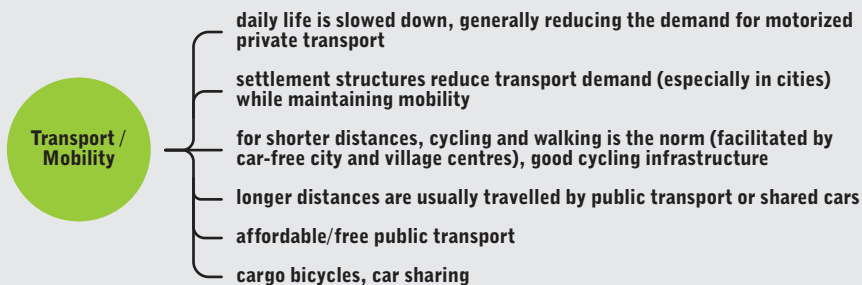 Transport /
Mobility
daily life is slowed down, generally reducing the demand for motorized
private transport
settlement structures reduce transport demand (especially in cities)
while maintaining mobility
for shorter distances, cycling and walking is the norm (facilitated by
car-free city and village centres), good cycling infrastructure
longer distances are usually travelled by public transport or shared cars
affordable/free public transport
cargo bicycles, car sharing